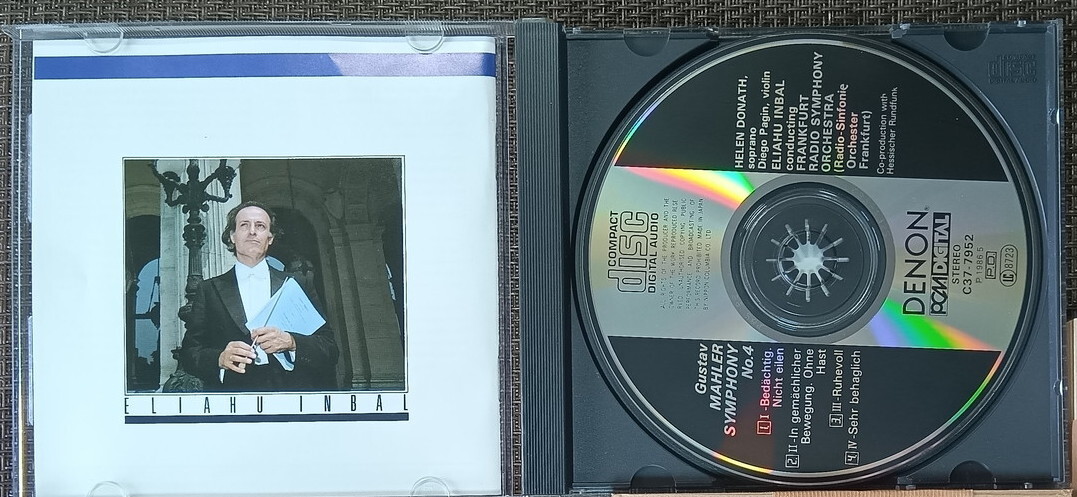 ELIAHU INBAL
HELEN DONATH,
soprano
Diego Pagin, violin
ELIAHU INBAL
conducting
FRANKFURT
RADIO SYMPHONY
ORCHESTRA
(Radio-Sinfonie
Orchester
Frankfurt)
Co-production with
Hessischer Rundfunk
COMPACT
disc
DIGITAL AUDIO
DENON
PCM DIGITAL
STEREO
C37-7952
P 1986.5
Gustav
MAHLER
SYMPHONY
No.4
1 I-Bedächtig.
Nicht eilen
2 II-In gemächlicher
Bewegung. Ohne
Hast
3 III-Ruhevoll
4 IV-Sehr behaglich